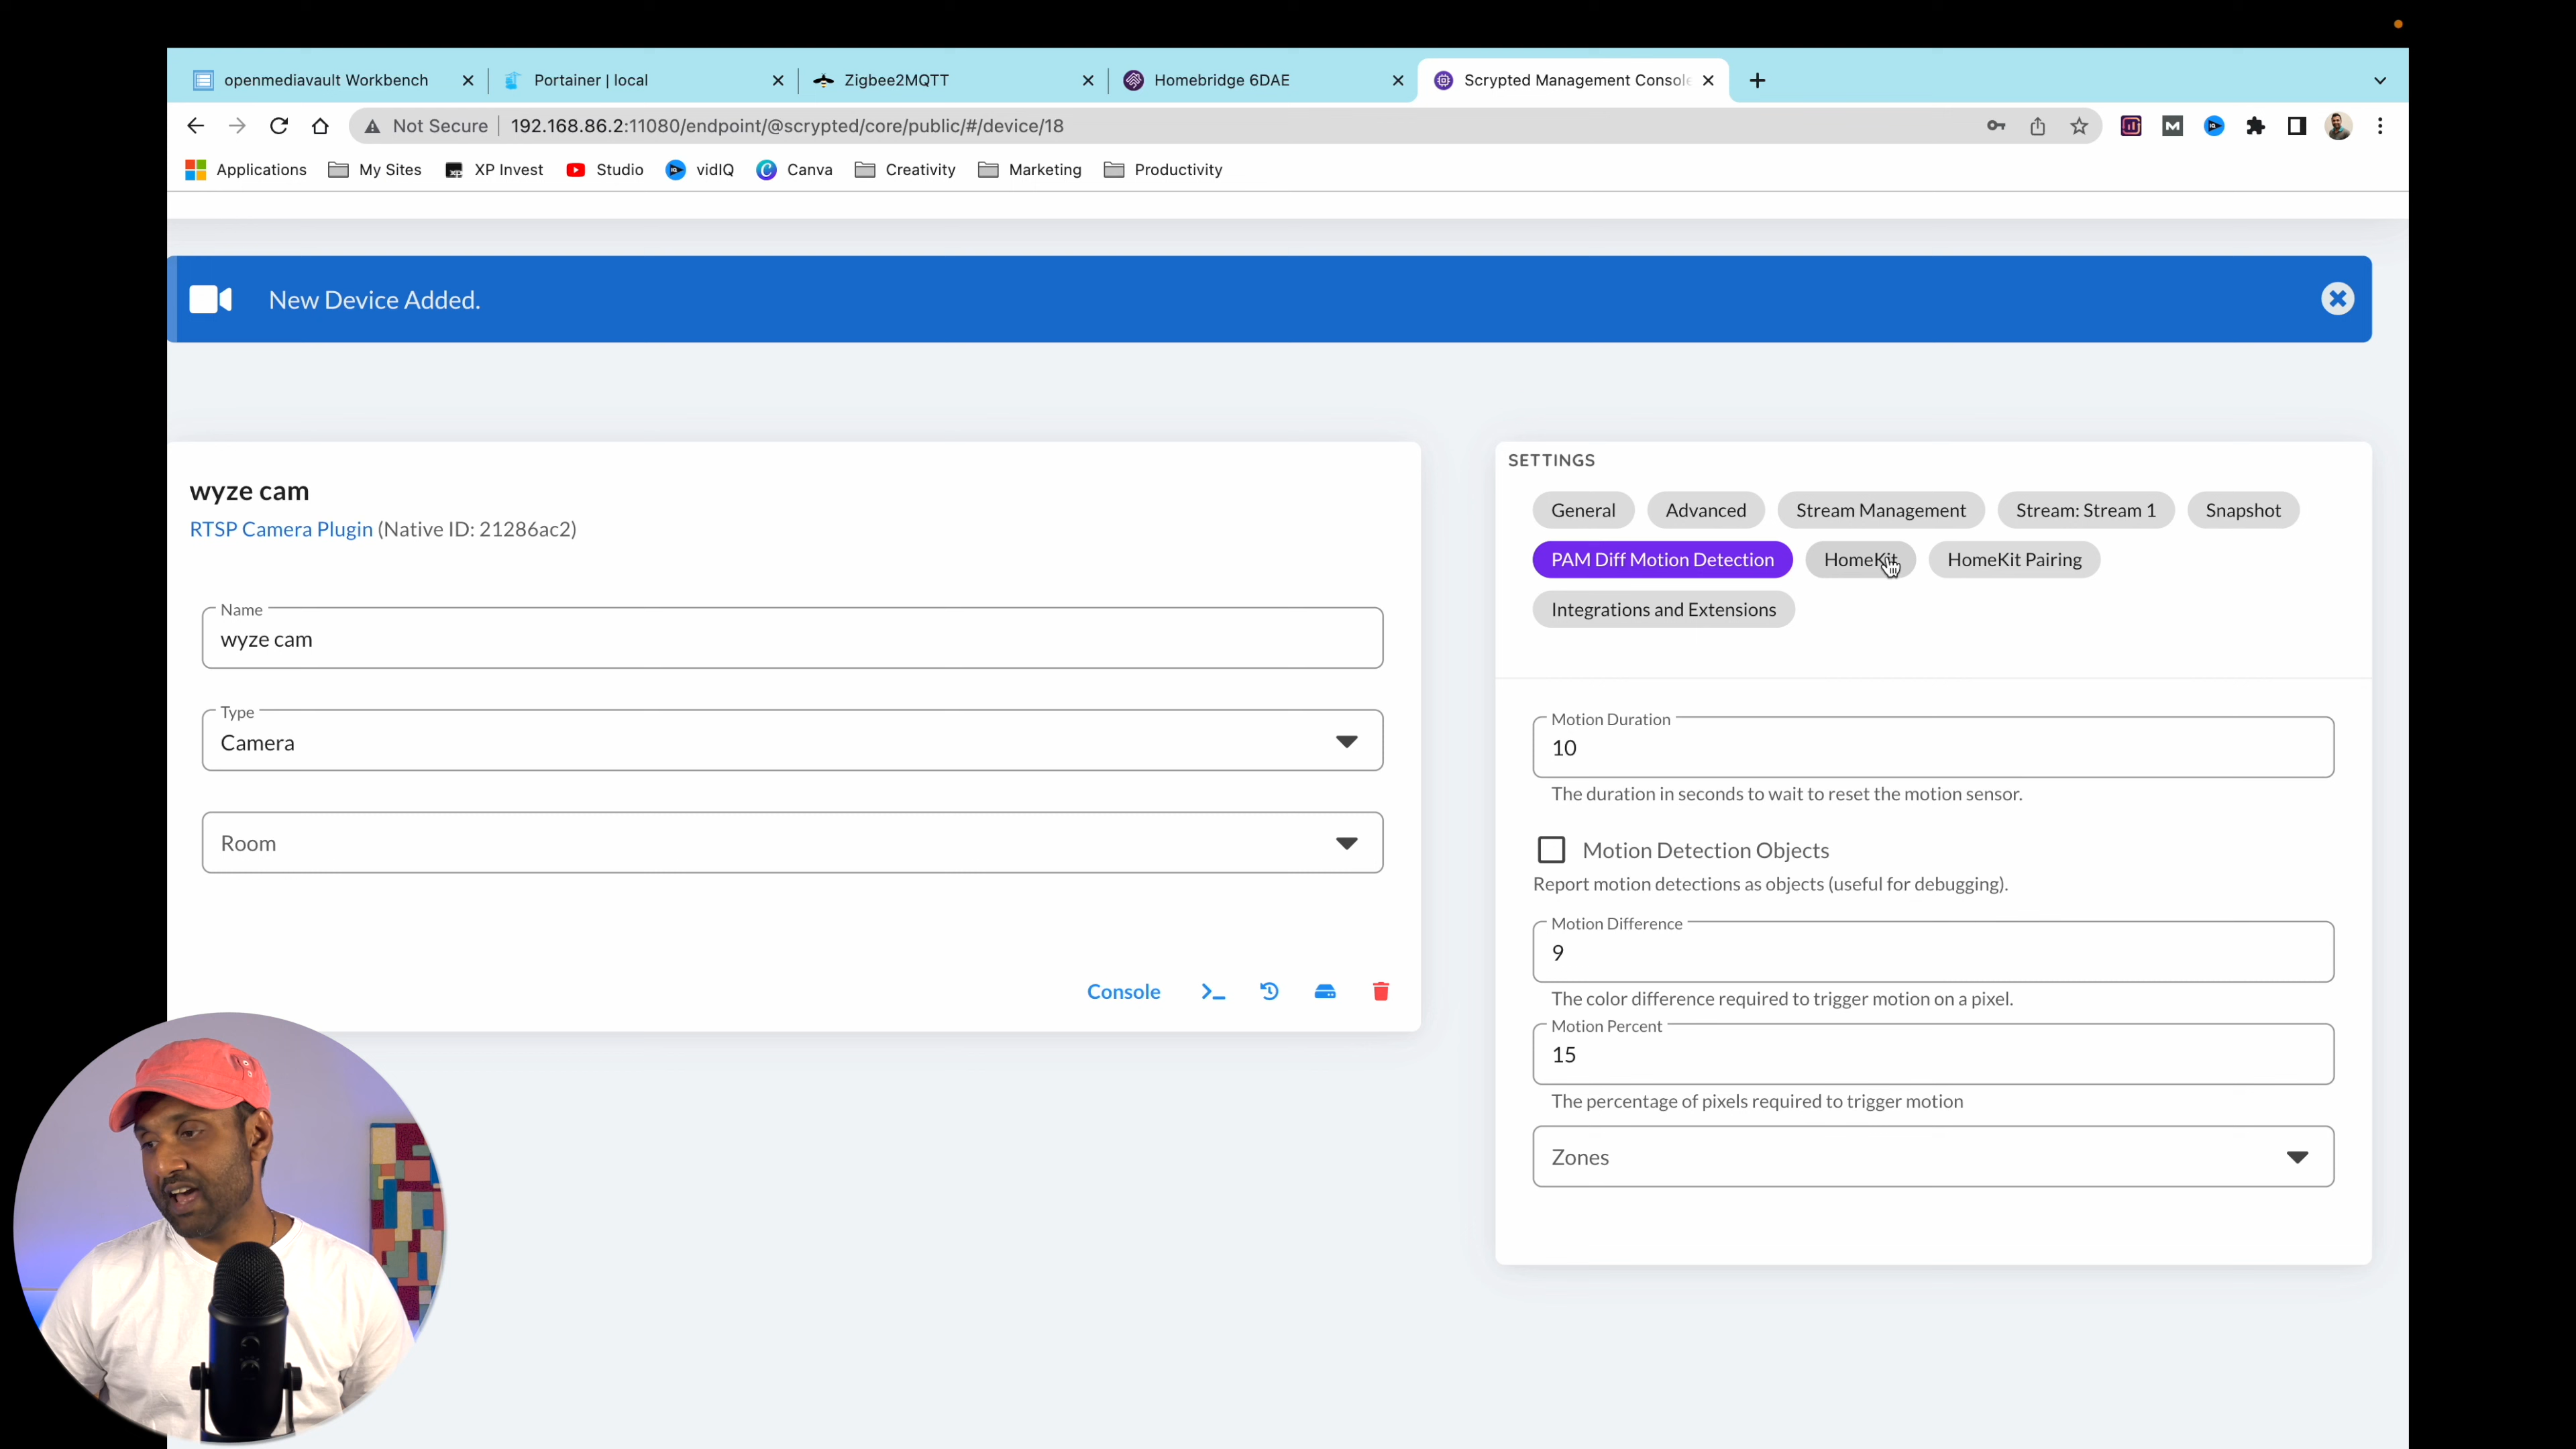 openmediavault Workbench
Portainer | local
Zigbee2MQTT
Homebridge 6DAE
Scrypted Management Console
Not Secure
192.168.86.2:11080/endpoint/@scrypted/core/public/#/device/18
Applications
My Sites
XP Invest
Studio
vidIQ
Canva
Creativity
Marketing
Productivity
New Device Added.
wyze cam
RTSP Camera Plugin (Native ID: 21286ac2)
Name
wyze cam
Type
Camera
Room
Console
SETTINGS
General
Advanced
Stream Management
Stream: Stream 1
Snapshot
PAM Diff Motion Detection
HomeKit
HomeKit Pairing
Integrations and Extensions
Motion Duration
10
The duration in seconds to wait to reset the motion sensor.
Motion Detection Objects
Report motion detections as objects (useful for debugging).
Motion Difference
9
The color difference required to trigger motion on a pixel.
Motion Percent
15
The percentage of pixels required to trigger motion
Zones